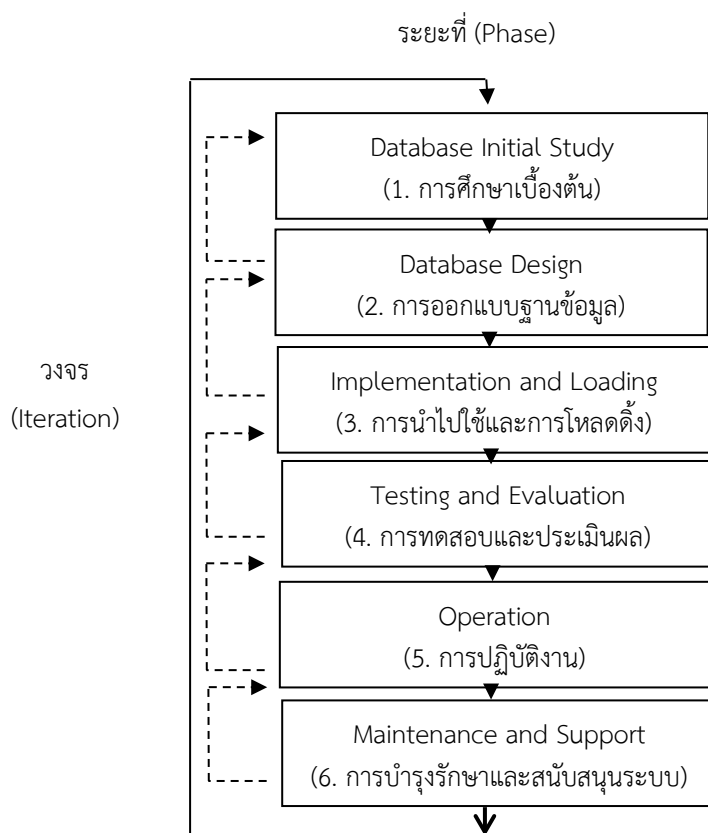 ระยะที่ (Phase)
Database Initial Study
(1. การศึกษาเบื้องต้น)
Database Design
(2. การออกแบบฐานข้อมูล)
วงจร
(Iteration)
Implementation and Loading
(3. การนำไปใช้และการโหลดดิ้ง)
Testing and Evaluation
(4. การทดสอบและประเมินผล)
Operation
(5. การปฏิบัติงาน)
Maintenance and Support
(6. การบำรุงรักษาและสนับสนุนระบบ)